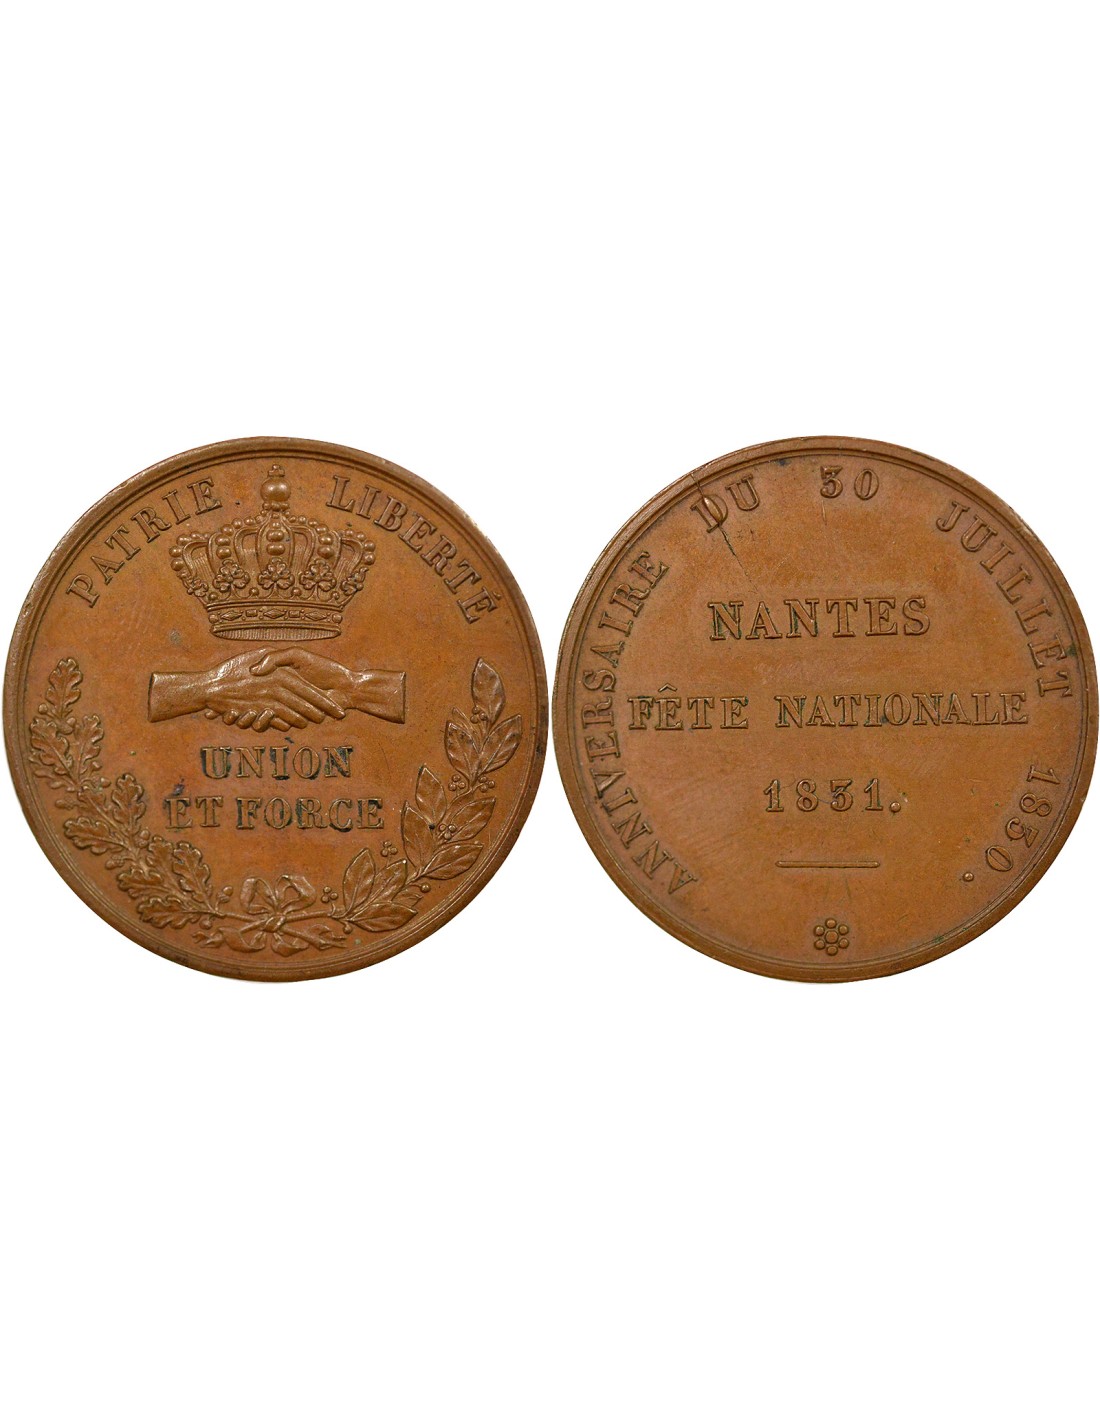 PATRIE LIBERTÉ
UNION
ET FORCE
ANNIVERSAIRE DU 30 JUILLET 1830.
NANTES
FÊTE NATIONALE
1831.